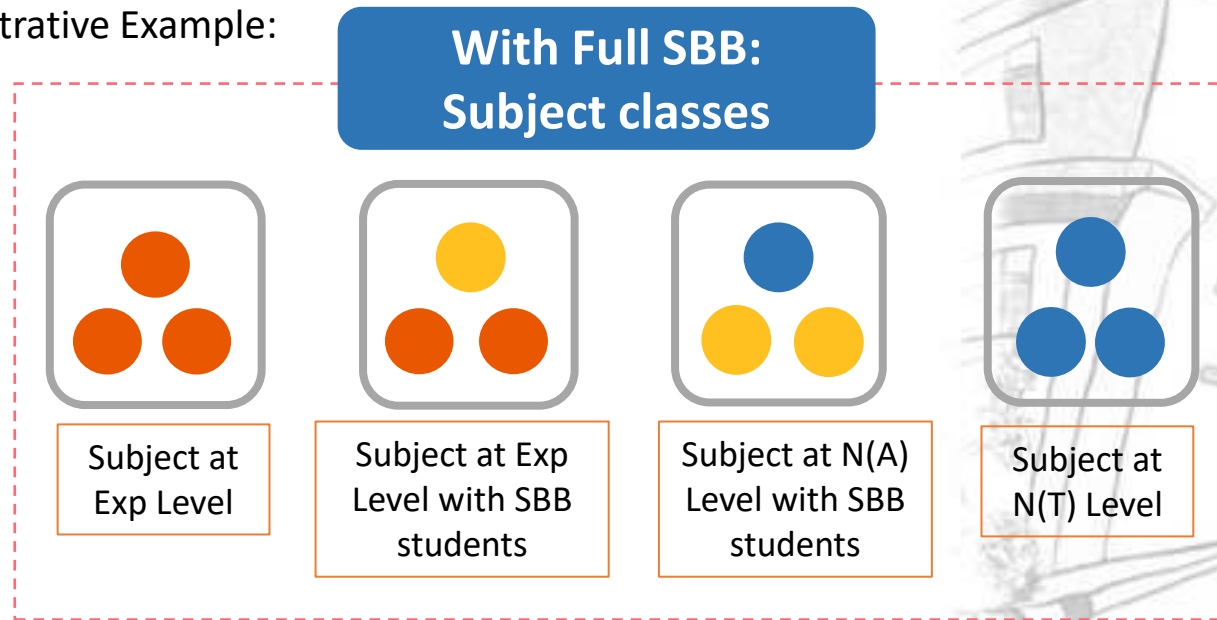 trative Example:
With Full SBB:
Subject classes
Subject at
Exp Level
Subject at Exp
Level with SBB
students
Subject at N(A)
Level with SBB
students
Subject at
N(T) Level